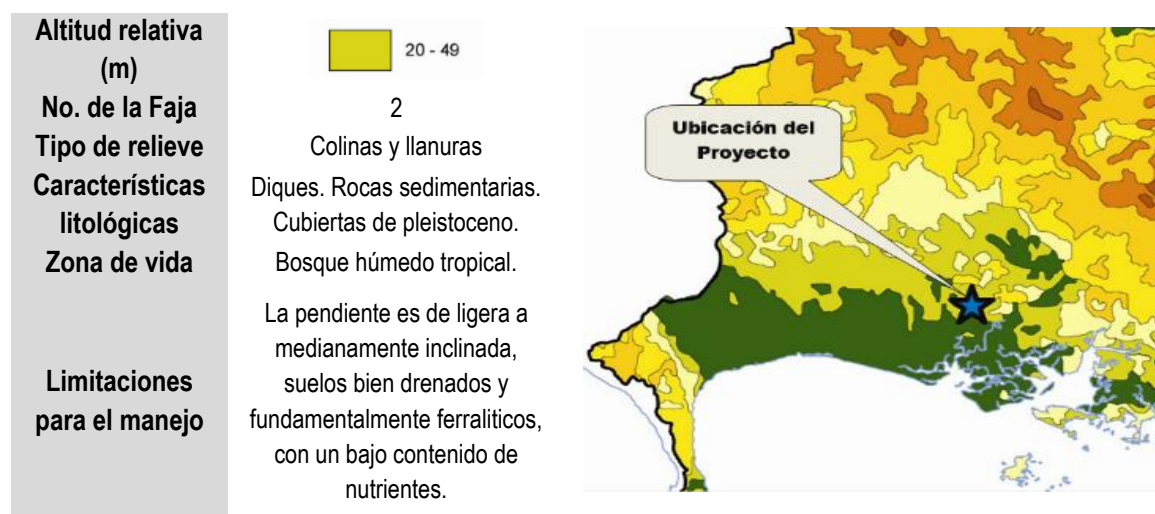 Altitud relativa
(m)
20 - 49
No. de la Faja
2
Tipo de relieve
Colinas y llanuras
Características
litológicas
Diques. Rocas sedimentarias.
Cubiertas de pleistoceno.
Zona de vida
Bosque húmedo tropical.
Limitaciones
para el manejo
La pendiente es de ligera a
medianamente inclinada,
suelos bien drenados y
fundamentalmente ferraliticos,
con un bajo contenido de
nutrientes.
Ubicación del
Proyecto